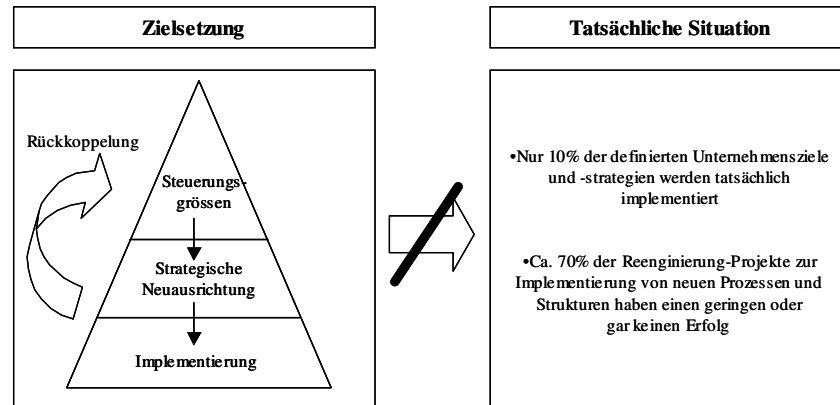 Zielsetzung
Rückkoppelung
Steuerungs-
grössen
Strategische
Neuausrichtung
Implementierung
Tatsächliche Situation
•Nur 10% der definierten Unternehmensziele
und -strategien werden tatsächlich
implementiert
•Ca. 70% der Reenginierung-Projekte zur
Implementierung von neuen Prozessen und
Strukturen haben einen geringen oder
gar keinen Erfolg